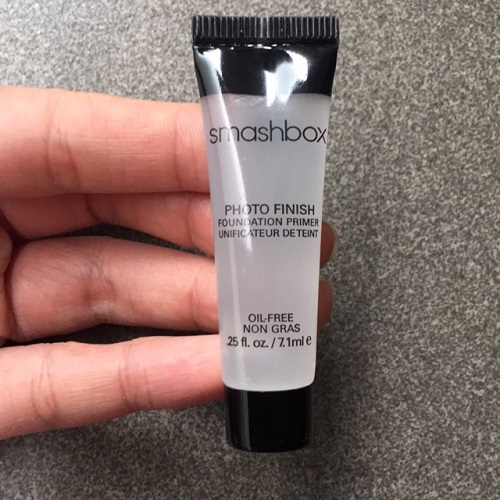 smashbox
PHOTO FINISH
FOUNDATION PRIMER
UNIFICATEUR DE TEINT
OIL-FREE
NON GRAS
.25 fl. oz. / 7.1ml e